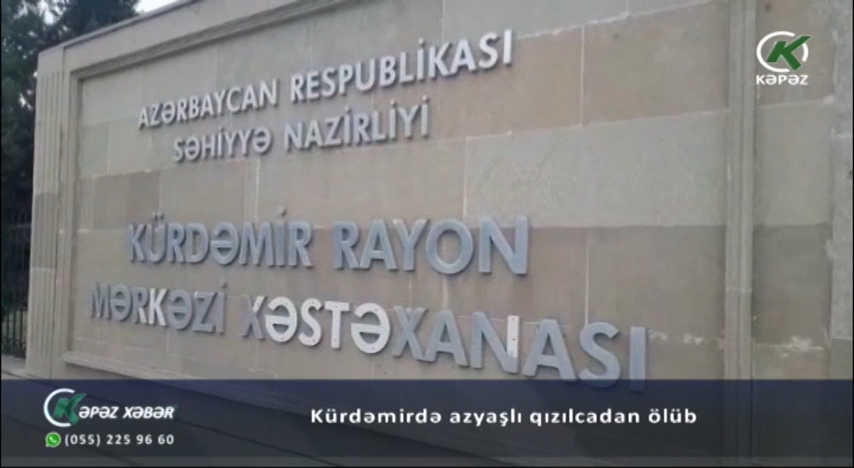 KƏPƏZ
AZƏRBAYCAN RESPUBLİKASI
SƏHİYYƏ NAZİRLİYİ
KÜRDƏMİR RAYON
MƏRKƏZİ XƏSTƏXANASI
KƏPƏZ XƏBƏR
(055) 225 96 60
Kürdəmirdə azyaşlı qızılcadan ölüb